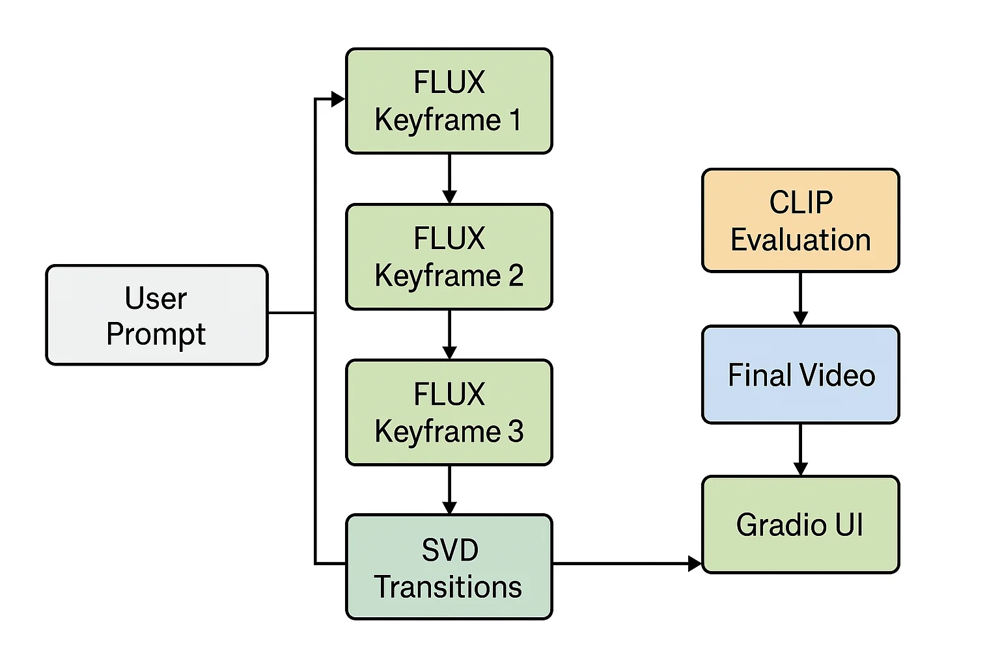 FLUX
Keyframe 1
FLUX
Keyframe 2
FLUX
Keyframe 3
SVD
Transitions
User
Prompt
CLIP
Evaluation
Final Video
Gradio UI